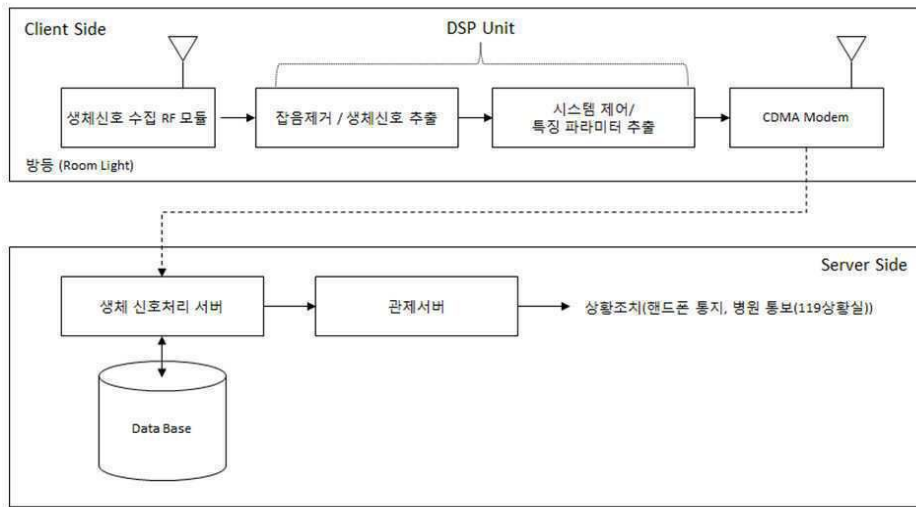 Client Side
DSP Unit
생체신호 수집 RF 모듈
잡음제거 / 생체신호 추출
시스템 제어/
특징 파라미터 추출
CDMA Modem
방등 (Room Light)
Server Side
생체 신호처리 서버
관제서버
상황조치(핸드폰 통지, 병원 통보(119상황실))
Data Base